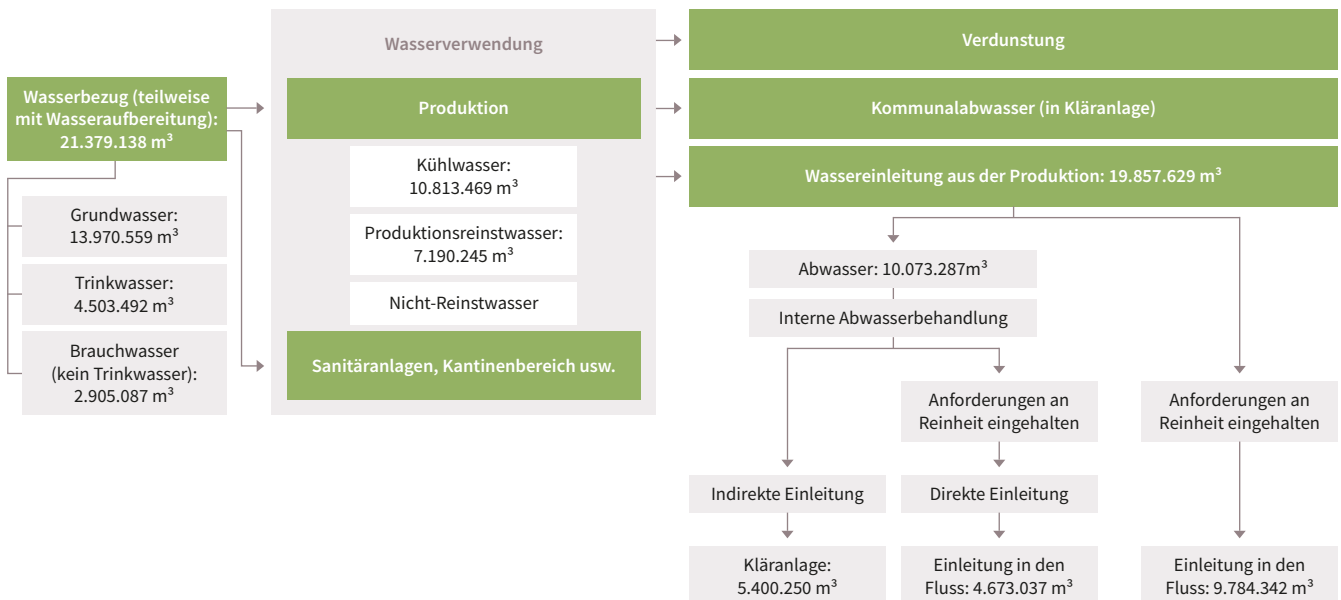 Wasserbezug (teilweise
mit Wasseraufbereitung):
21.379.138 m³
Grundwasser:
13.970.559 m³
Trinkwasser:
4.503.492 m³
Brauchwasser
(kein Trinkwasser):
2.905.087 m³
Wasserverwendung
Produktion
Kühlwasser:
10.813.469 m³
Produktionsreinstwasser:
7.190.245 m³
Nicht-Reinstwasser
Sanitäranlagen, Kantinenbereich usw.
Verdunstung
Kommunalabwasser (in Kläranlage)
Wassereinleitung aus der Produktion: 19.857.629 m³
Abwasser: 10.073.287m³
Interne Abwasserbehandlung
Anforderungen an
Reinheit eingehalten
Anforderungen an
Reinheit eingehalten
Indirekte Einleitung
Direkte Einleitung
Kläranlage:
5.400.250 m³
Einleitung in den
Fluss: 4.673.037 m³
Einleitung in den
Fluss: 9.784.342 m³